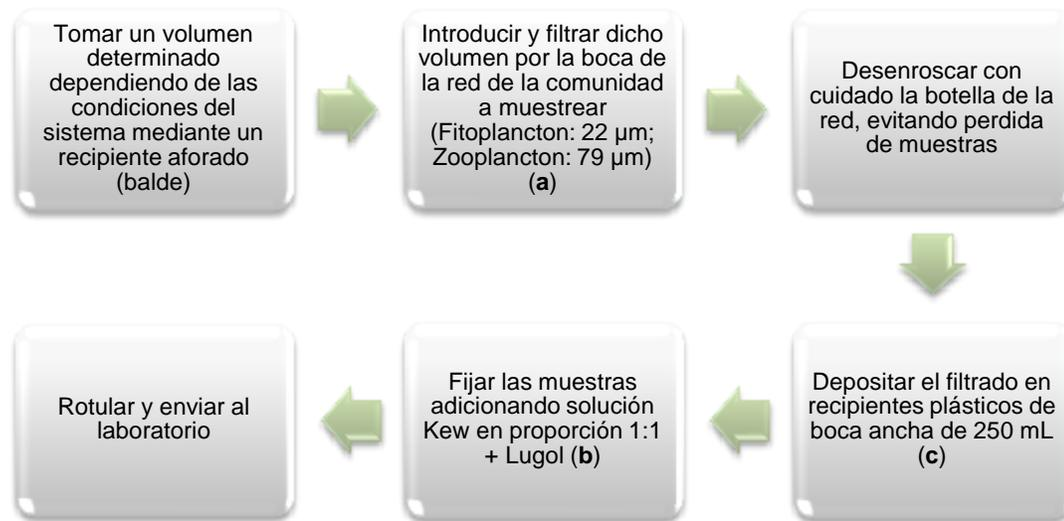 Tomar un volumen
determinado
dependiendo de las
condiciones del
sistema mediante un
recipiente aforado
(balde)
Introducir y filtrar dicho
volumen por la boca de
la red de la comunidad
a muestrear
(Fitoplancton: 22 µm;
Zooplancton: 79 µm)
(a)
Desenroscar con
cuidado la botella de la
red, evitando perdida
de muestras
Depositar el filtrado en
recipientes plásticos de
boca ancha de 250 mL
(c)
Fijar las muestras
adicionando solución
Kew en proporción 1:1
+ Lugol (b)
Rotular y enviar al
laboratorio